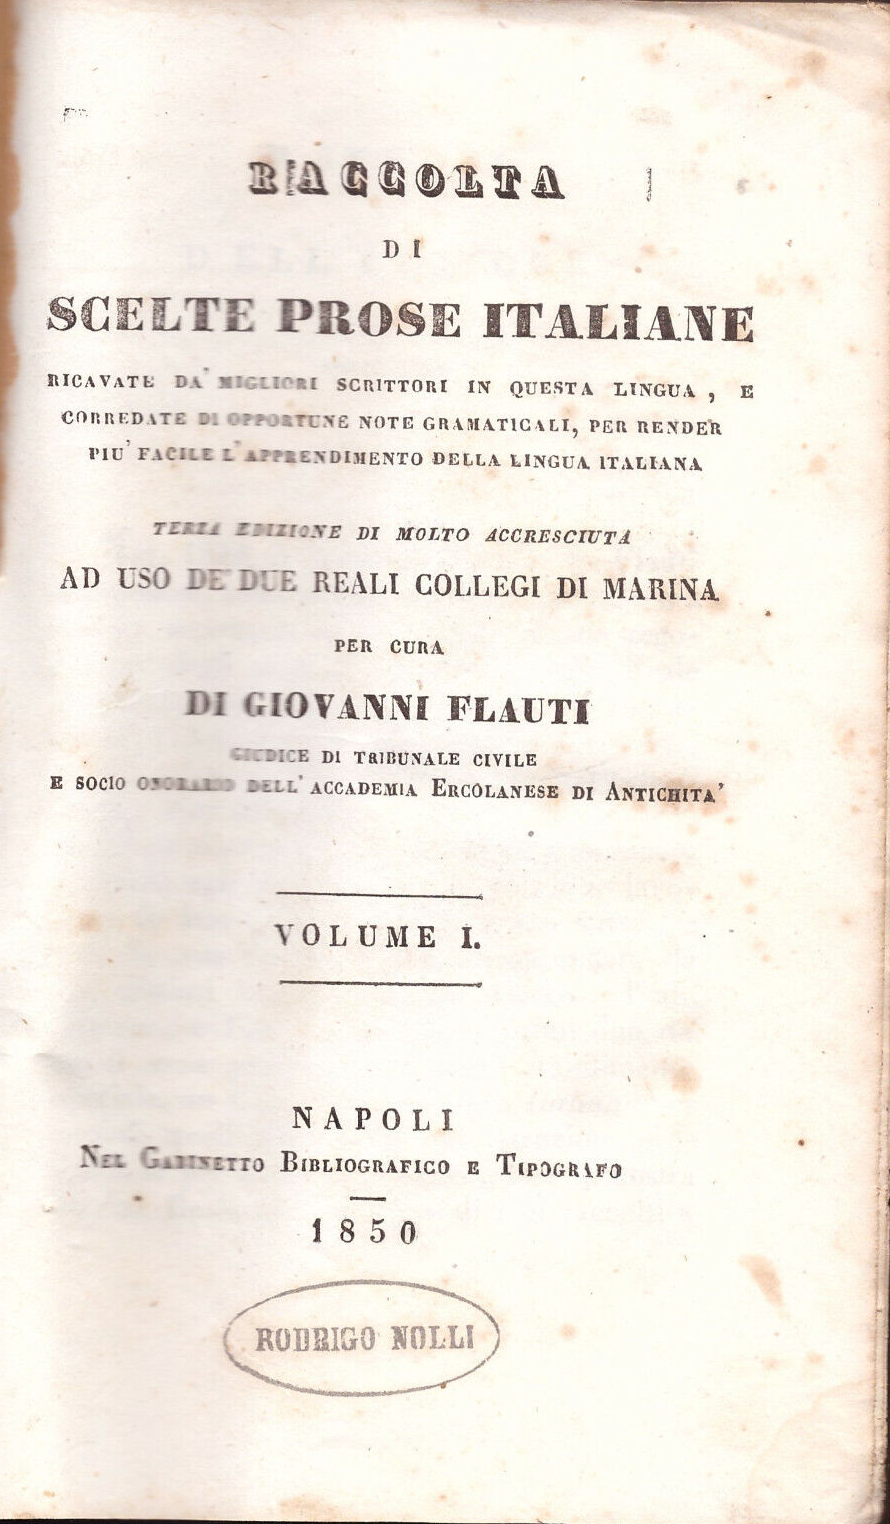 RACCOLTA
DI
SCELTE PROSE ITALIANE
RICAVATE DA' MIGLIORI SCRITTORI IN QUESTA LINGUA, E
CORREDATE DI OPPORTUNE NOTE GRAMATICALI, PER RENDER
PIU' FACILE L'APPRENDIMENTO DELLA LINGUA ITALIANA
TERZA EDIZIONE DI MOLTO ACCRESCIUTA
AD USO DE' DUE REALI COLLEGI DI MARINA
PER CURA
DI GIOVANNI FLAUTI
GIUDICE DI TRIBUNALE CIVILE
E SOCIO ONORARIO DELL' ACCADEMIA ERCOLANESE DI ANTICHITA'
VOLUME I.
NAPOLI
NEL GABINETTO BIBLIOGRAFICO E TIPOGRAFO
1850
RODRIGO NOLLI